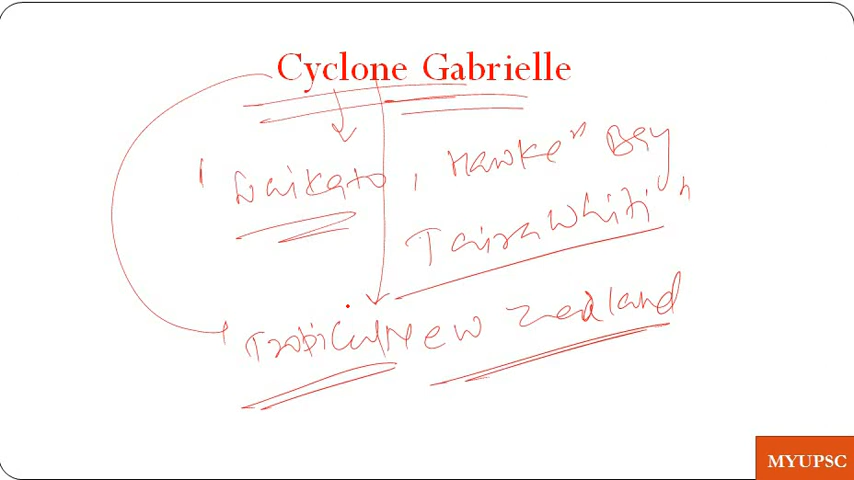 Cyclone Gabrielle
' Waikato, Hawke" Bay
Tairawhiti"
' Tropical New Zealand
MYUPSC